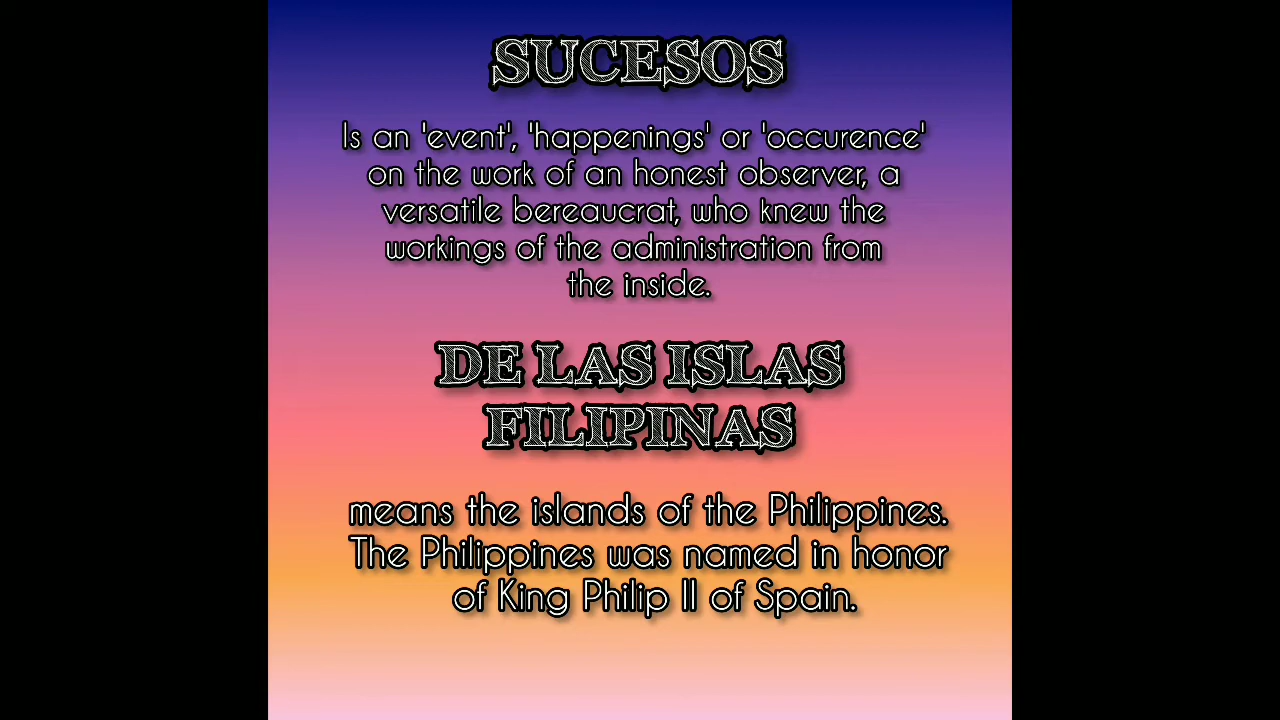 SUCESOS
Is an 'event', 'happenings' or 'occurence'
on the work of an honest observer, a
versatile bereaucrat, who knew the
workings of the administration from
the inside.
DE LAS ISLAS
FILIPINAS
means the islands of the Philippines.
The Philippines was named in honor
of King Philip II of Spain.